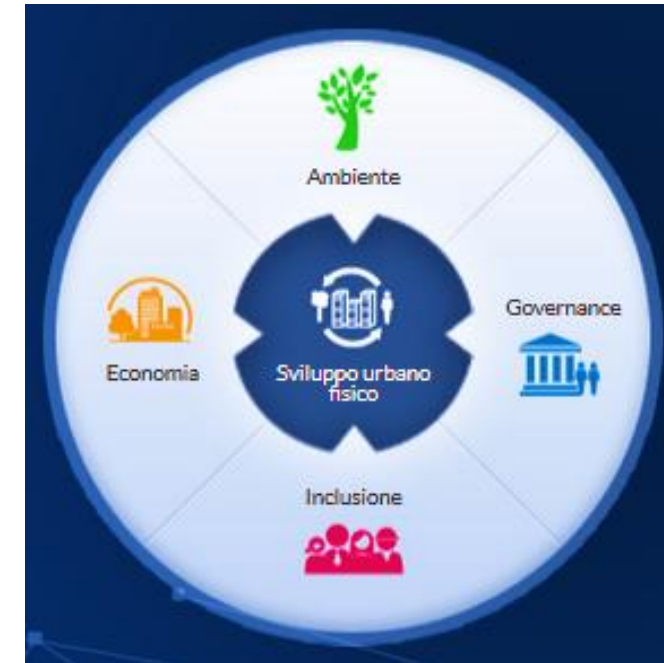 Ambiente
Governance
Economia
Sviluppo urbano
fisico
Inclusione